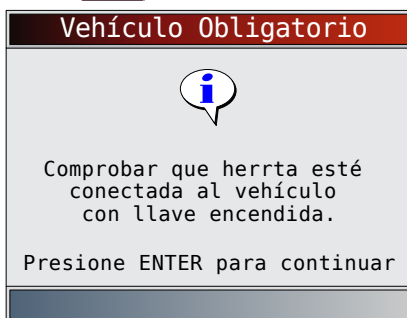 Vehículo Obligatorio
i
Comprobar que herrta esté
conectada al vehículo
con llave encendida.
Presione ENTER para continuar